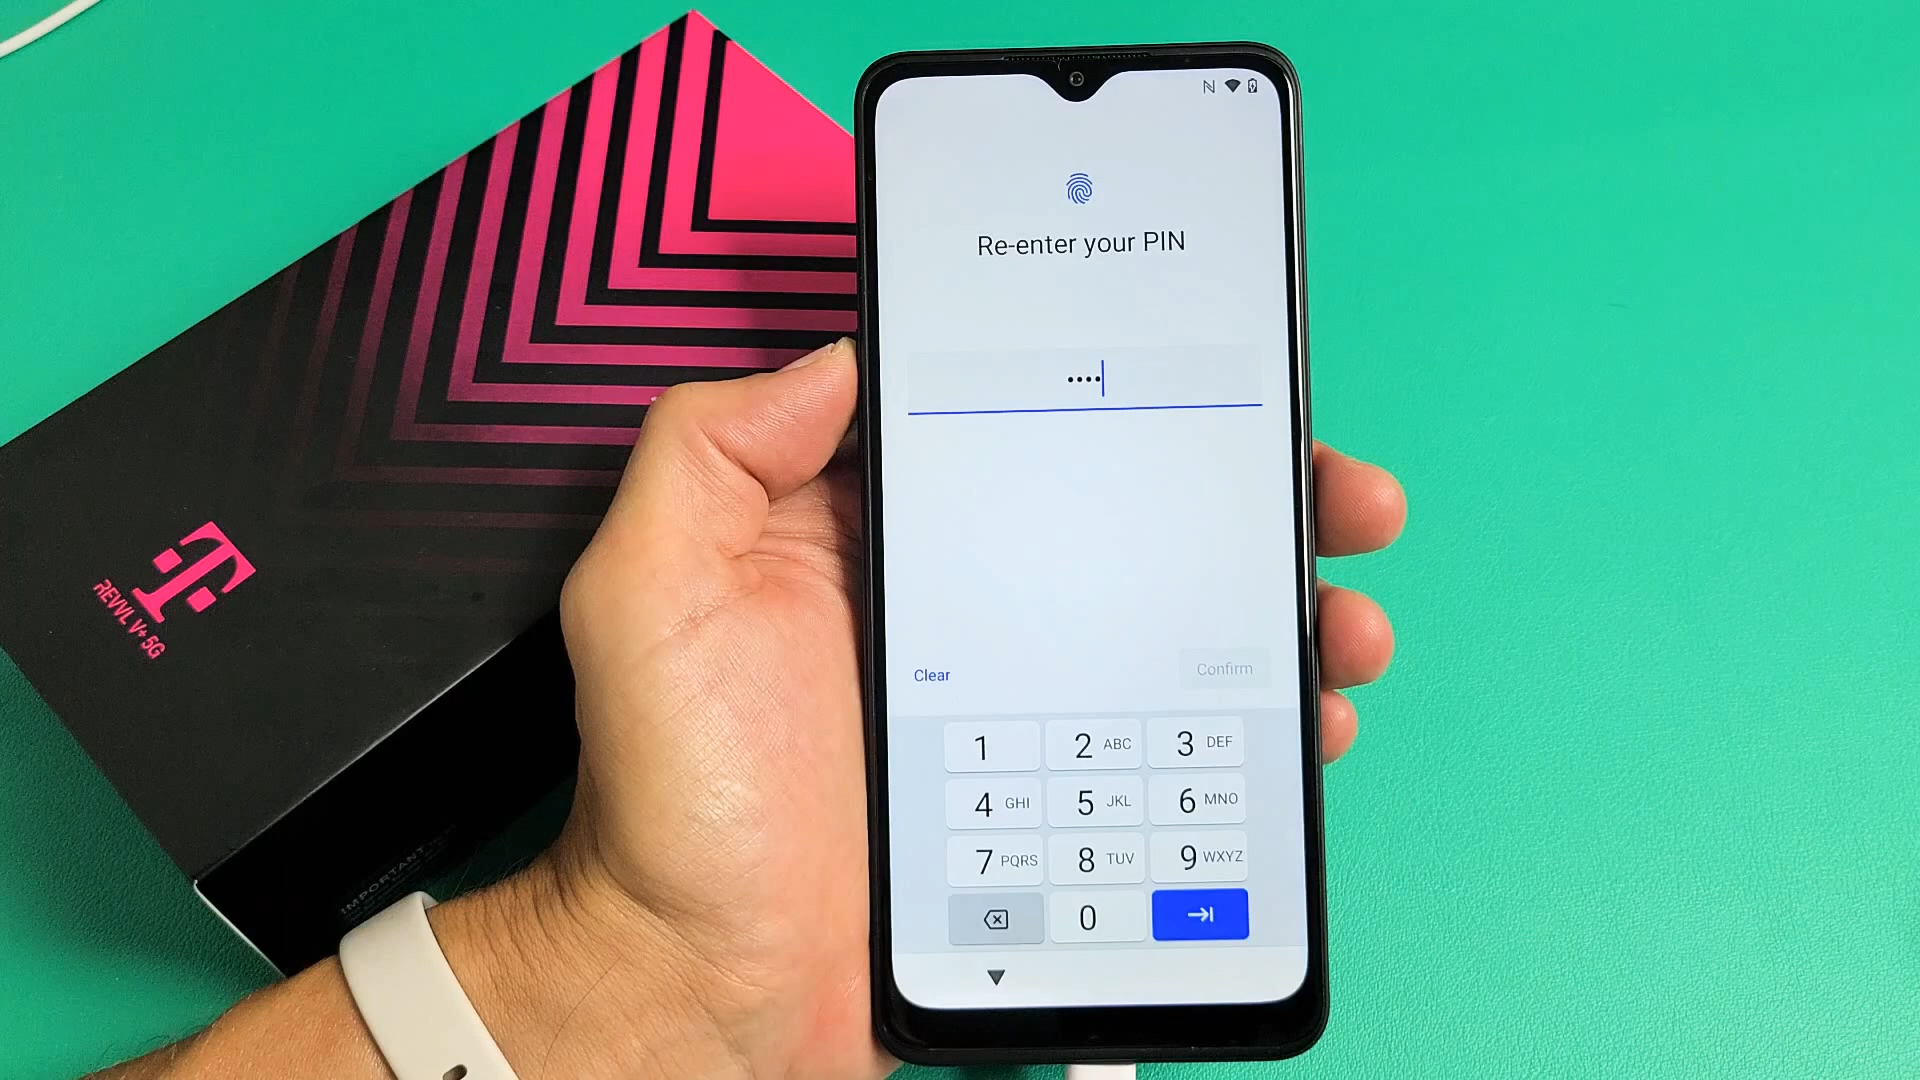 Re-enter your PIN
••••
Clear
Confirm
1
2 ABC
3 DEF
4 GHI
5 JKL
6 MNO
7 PQRS
8 TUV
9 WXYZ
0
T
REVVL V+ 5G
IMPORTANT